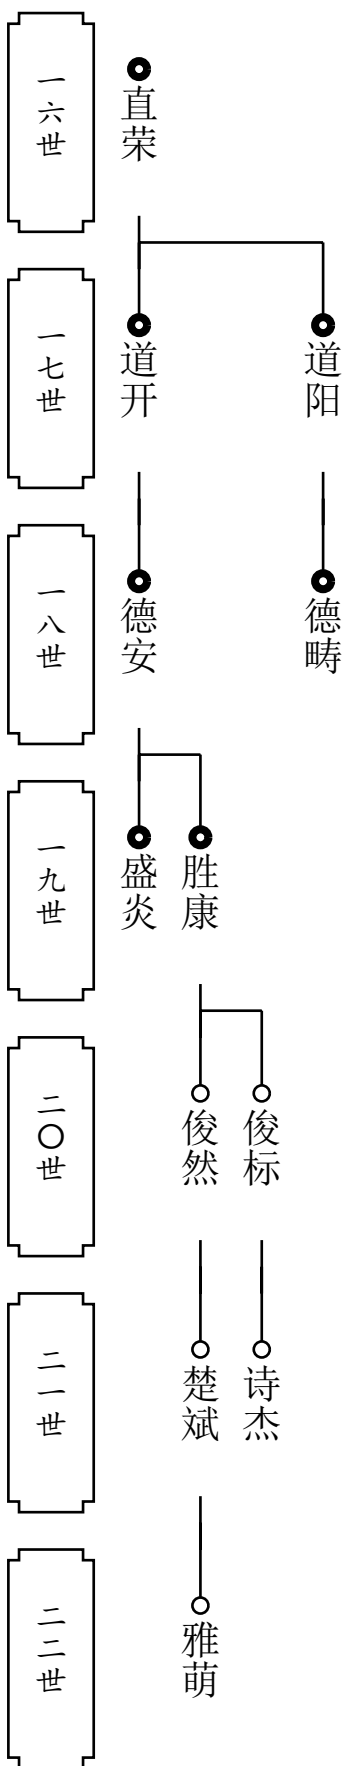 一六世
直荣
一七世
道开
道阳
一八世
德安
德畴
一九世
盛炎
胜康
二〇世
俊然
俊标
二一世
楚斌
诗杰
二二世
雅萌